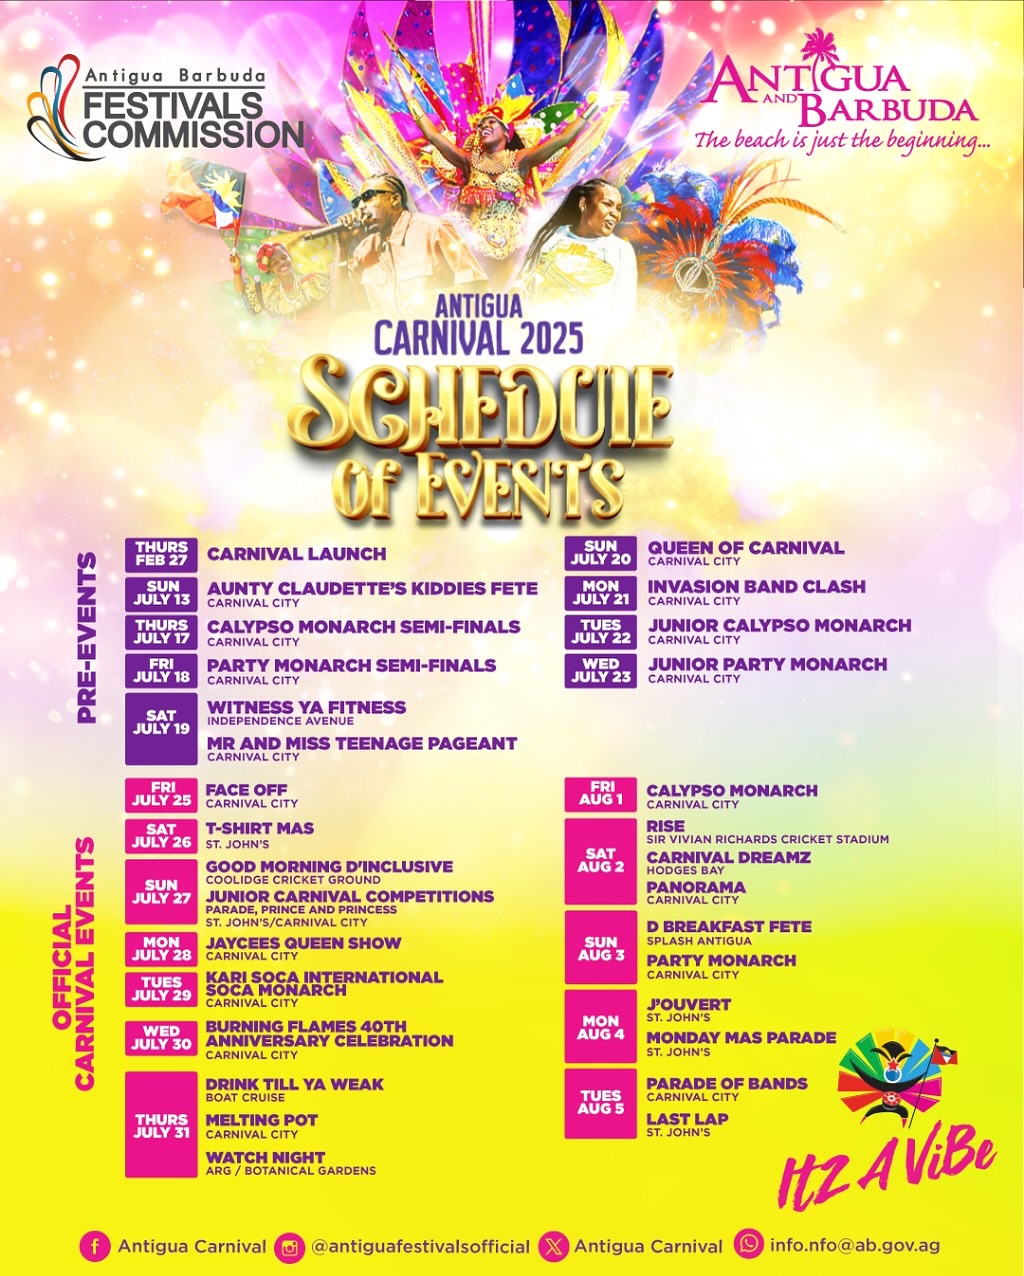 Antigua Barbuda
FESTIVALS
COMMISSION
ANTIGUA
AND BARBUDA
The beach is just the beginning...
ANTIGUA
CARNIVAL 2025
SCHEDULE
OF EVENTS
PRE-EVENTS
THURS
FEB 27
CARNIVAL LAUNCH
SUN
JULY 13
AUNTY CLAUDETTE'S KIDDIES FETE
CARNIVAL CITY
THURS
JULY 17
CALYPSO MONARCH SEMI-FINALS
CARNIVAL CITY
FRI
JULY 18
PARTY MONARCH SEMI-FINALS
CARNIVAL CITY
SAT
JULY 19
WITNESS YA FITNESS
INDEPENDENCE AVENUE
MR AND MISS TEENAGE PAGEANT
CARNIVAL CITY
SUN
JULY 20
QUEEN OF CARNIVAL
CARNIVAL CITY
MON
JULY 21
INVASION BAND CLASH
CARNIVAL CITY
TUES
JULY 22
JUNIOR CALYPSO MONARCH
CARNIVAL CITY
WED
JULY 23
JUNIOR PARTY MONARCH
CARNIVAL CITY
OFFICIAL
CARNIVAL EVENTS
FRI
JULY 25
FACE OFF
CARNIVAL CITY
SAT
JULY 26
T-SHIRT MAS
ST. JOHN'S
SUN
JULY 27
GOOD MORNING D'INCLUSIVE
COOLIDGE CRICKET GROUND
JUNIOR CARNIVAL COMPETITIONS
PARADE, PRINCE AND PRINCESS
ST. JOHN'S/CARNIVAL CITY
MON
JULY 28
JAYCEES QUEEN SHOW
CARNIVAL CITY
TUES
JULY 29
KARI SOCA INTERNATIONAL
SOCA MONARCH
CARNIVAL CITY
WED
JULY 30
BURNING FLAMES 40TH
ANNIVERSARY CELEBRATION
CARNIVAL CITY
THURS
JULY 31
DRINK TILL YA WEAK
BOAT CRUISE
MELTING POT
CARNIVAL CITY
WATCH NIGHT
ARG / BOTANICAL GARDENS
FRI
AUG 1
CALYPSO MONARCH
CARNIVAL CITY
SAT
AUG 2
RISE
SIR VIVIAN RICHARDS CRICKET STADIUM
CARNIVAL DREAMZ
HODGES BAY
PANORAMA
CARNIVAL CITY
SUN
AUG 3
D BREAKFAST FETE
SPLASH ANTIGUA
PARTY MONARCH
CARNIVAL CITY
MON
AUG 4
J'OUVERT
ST. JOHN'S
MONDAY MAS PARADE
ST. JOHN'S
TUES
AUG 5
PARADE OF BANDS
CARNIVAL CITY
LAST LAP
ST. JOHN'S
ItZ A ViBe
Antigua Carnival
@antiguafestivalsofficial
Antigua Carnival
info.nfo@ab.gov.ag